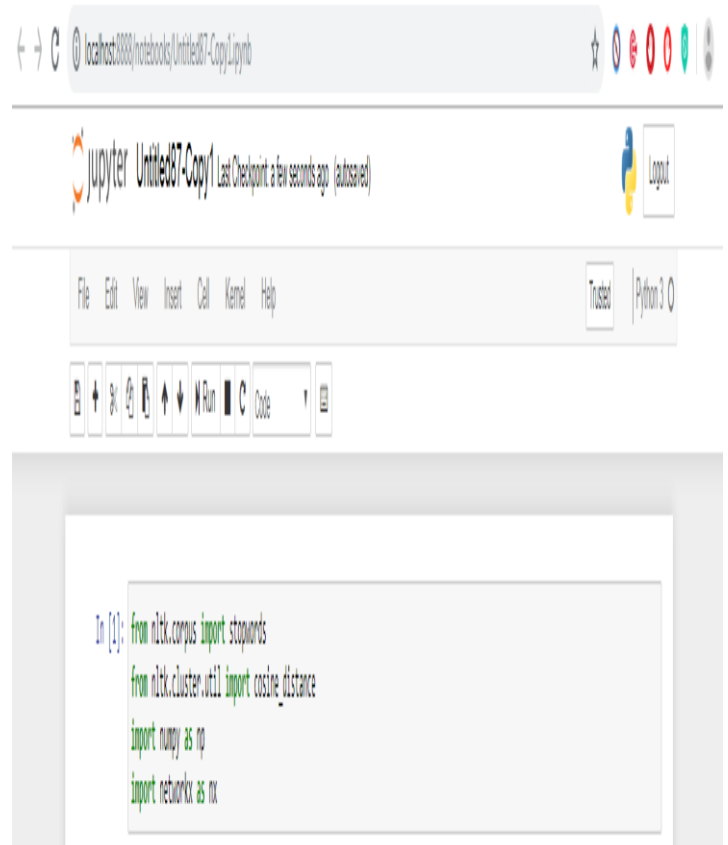 localhost:8888/notebooks/Untitled87-Copy1.ipynb
jupyter Untitled87-Copy1 Last Checkpoint: a few seconds ago (autosaved)
Logout
File Edit View Insert Cell Kernel Help
Trusted
Python 3
Run
Code
In [1]: from nltk.corpus import stopwords
from nltk.cluster.util import cosine_distance
import numpy as np
import networkx as nx